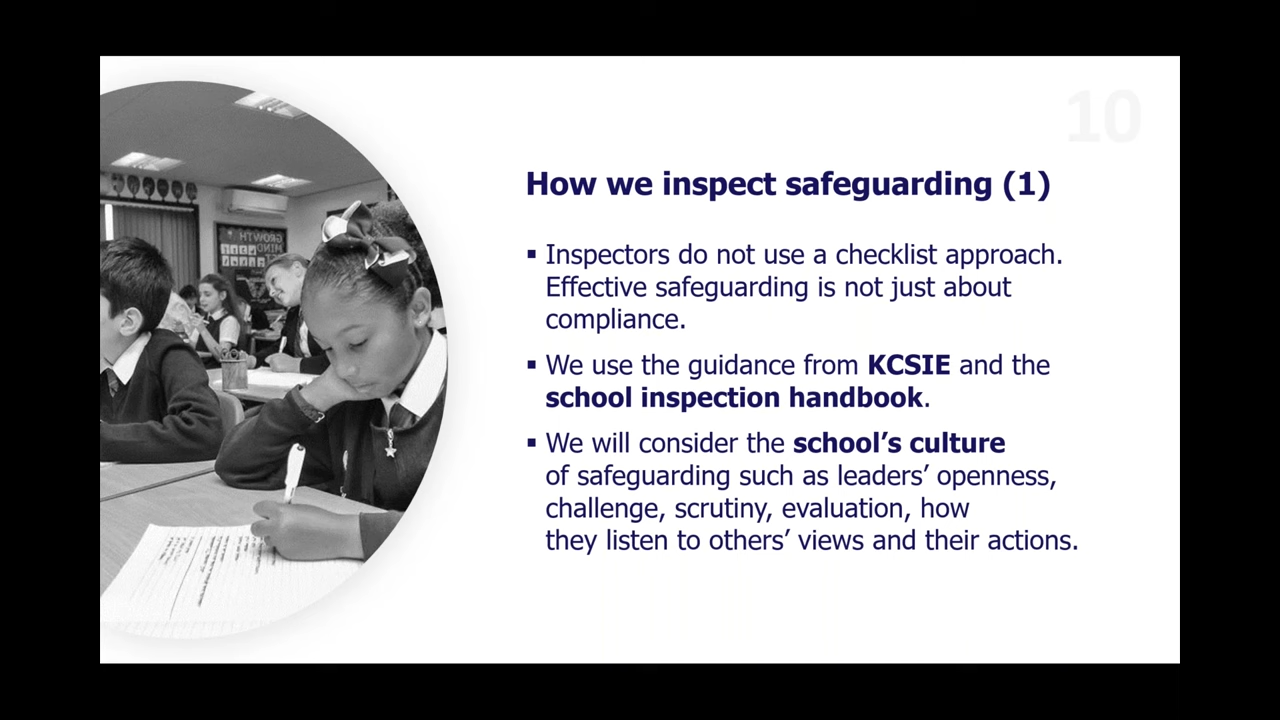 10
How we inspect safeguarding (1)
▪ Inspectors do not use a checklist approach.
Effective safeguarding is not just about
compliance.
▪ We use the guidance from KCSIE and the
school inspection handbook.
▪ We will consider the school’s culture
of safeguarding such as leaders’ openness,
challenge, scrutiny, evaluation, how
they listen to others’ views and their actions.
GROWTH
MIND